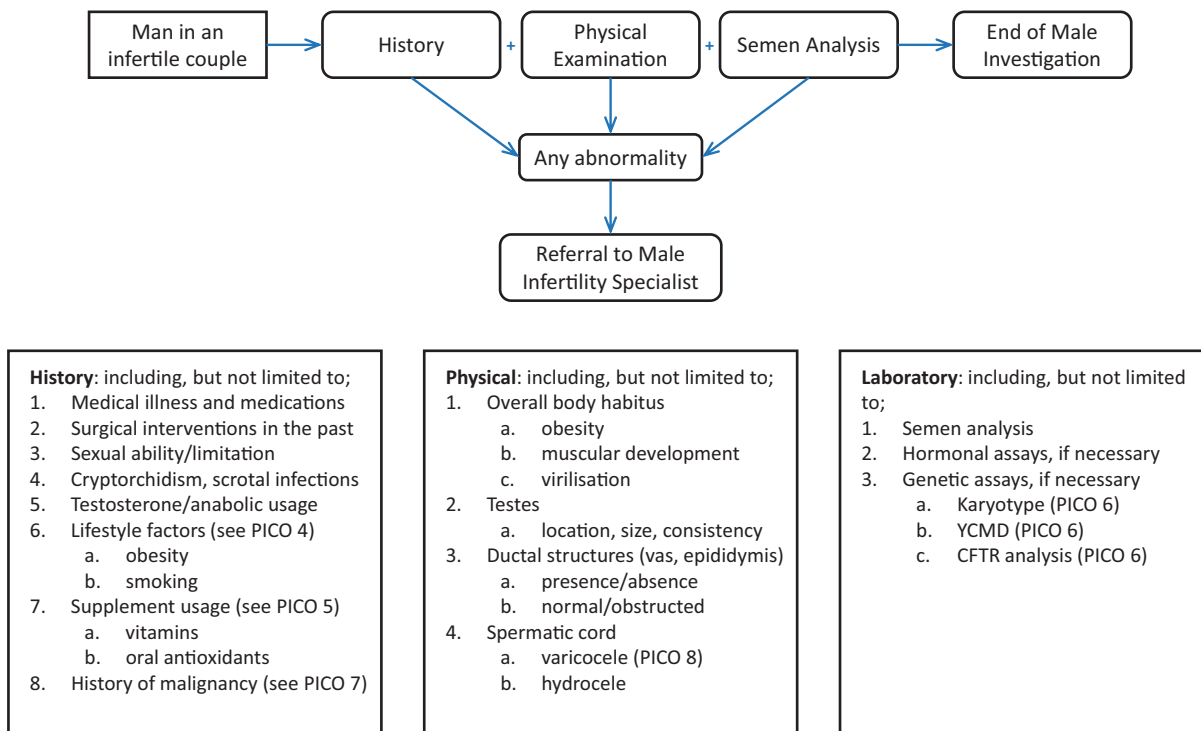 Man in an
infertile couple
History
+
Physical
Examination
+
Semen Analysis
End of Male
Investigation
Any abnormality
Referral to Male
Infertility Specialist
History: including, but not limited to;
1. Medical illness and medications
2. Surgical interventions in the past
3. Sexual ability/limitation
4. Cryptorchidism, scrotal infections
5. Testosterone/anabolic usage
6. Lifestyle factors (see PICO 4)
a. obesity
b. smoking
7. Supplement usage (see PICO 5)
a. vitamins
b. oral antioxidants
8. History of malignancy (see PICO 7)
Physical: including, but not limited to;
1. Overall body habitus
a. obesity
b. muscular development
c. virilisation
2. Testes
a. location, size, consistency
3. Ductal structures (vas, epididymis)
a. presence/absence
b. normal/obstructed
4. Spermatic cord
a. varicocele (PICO 8)
b. hydrocele
Laboratory: including, but not limited
to;
1. Semen analysis
2. Hormonal assays, if necessary
3. Genetic assays, if necessary
a. Karyotype (PICO 6)
b. YCMD (PICO 6)
c. CFTR analysis (PICO 6)